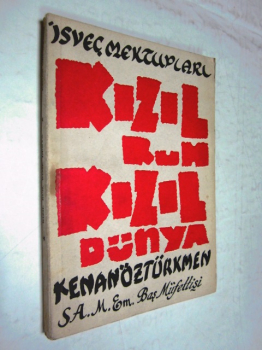 İSVEÇ MEKTUPLARI
KIZIL
RUH
KIZIL
DÜNYA
KENAN ÖZTÜRKMEN
S.A.M. Em. Baş Müfettişi